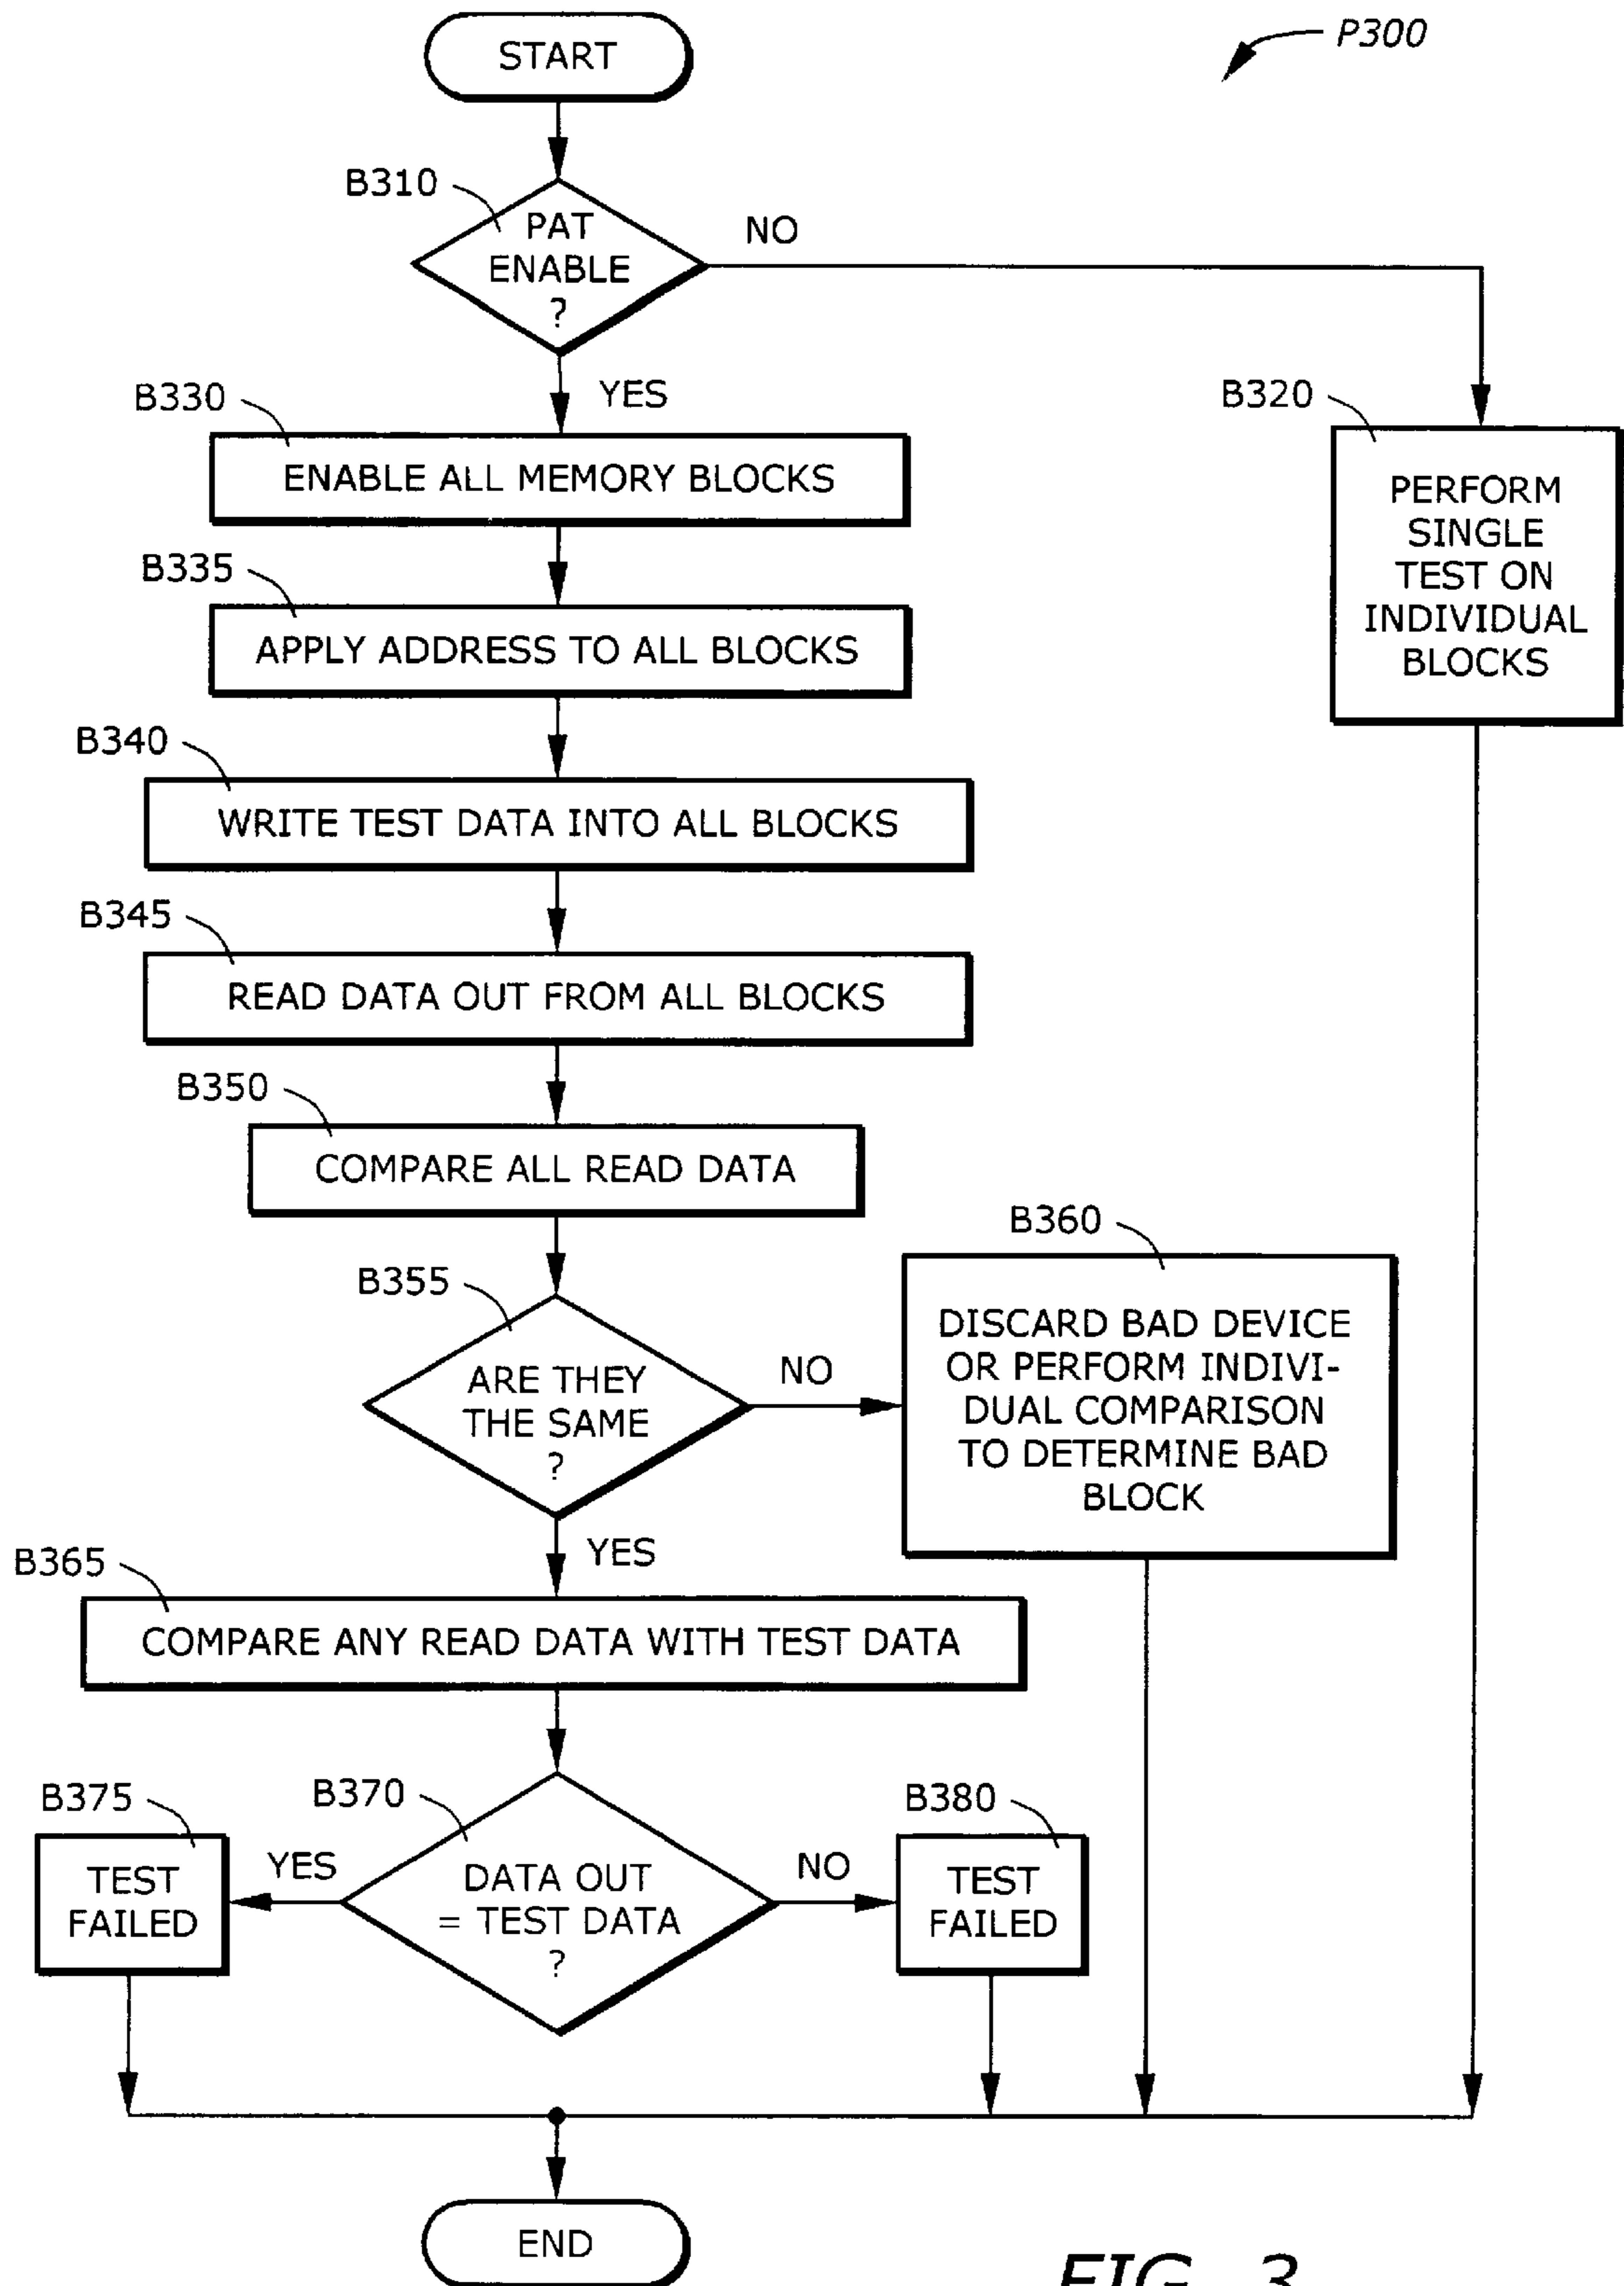 START
P300
B310
PAT
ENABLE
?
NO
YES
B330
ENABLE ALL MEMORY BLOCKS
B320
PERFORM
SINGLE
TEST ON
INDIVIDUAL
BLOCKS
B335
APPLY ADDRESS TO ALL BLOCKS
B340
WRITE TEST DATA INTO ALL BLOCKS
B345
READ DATA OUT FROM ALL BLOCKS
B350
COMPARE ALL READ DATA
B355
ARE THEY
THE SAME
?
NO
B360
DISCARD BAD DEVICE
OR PERFORM INDIVI-
DUAL COMPARISON
TO DETERMINE BAD
BLOCK
YES
B365
COMPARE ANY READ DATA WITH TEST DATA
B370
DATA OUT
= TEST DATA
?
YES
B375
TEST
FAILED
NO
B380
TEST
FAILED
END
FIG. 3